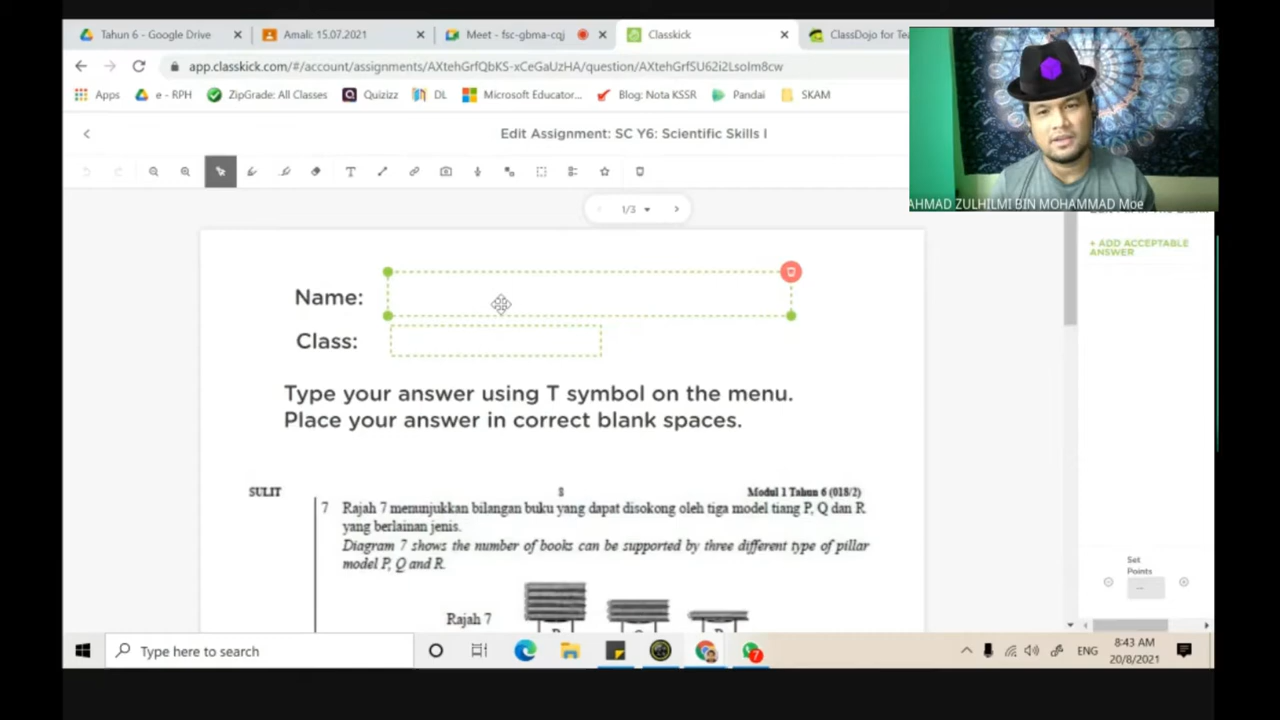 Tahun 6 - Google Drive
Amali: 15.07.2021
Meet - fsc-gbma-cqj
Classkick
ClassDojo for Tea
app.classkick.com/#/account/assignments/AXtehGrfQbKS-xCeGaUzHA/question/AXtehGrfSU62i2LsoIm8cw
Apps
e - RPH
ZipGrade: All Classes
Quizizz
DL
Microsoft Educator...
Blog: Nota KSSR
Pandai
SKAM
Edit Assignment: SC Y6: Scientific Skills I
AHMAD ZULHILMI BIN MOHAMMAD Moe
1/3
+ ADD ACCEPTABLE
ANSWER
Name:
Class:
Type your answer using T symbol on the menu.
Place your answer in correct blank spaces.
SULIT
8
Modul 1 Tahun 6 (018/2)
7 Rajah 7 menunjukkan bilangan buku yang dapat disokong oleh tiga model tiang P, Q dan R
yang berlainan jenis.
Diagram 7 shows the number of books can be supported by three different type of pillar
model P, Q and R.
Rajah 7
Set
Points
--
Type here to search
7
ENG
8:43 AM
20/8/2021